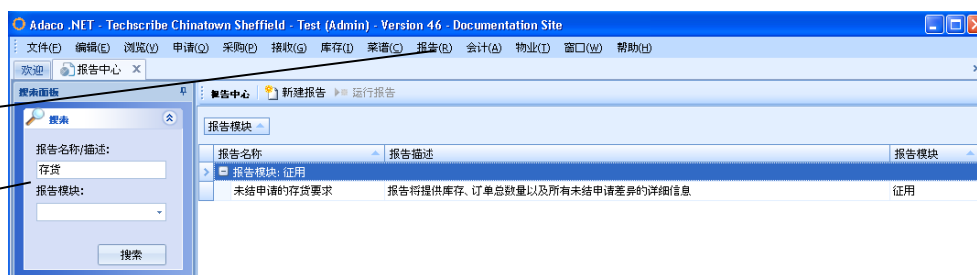 Adaco .NET - Techscribe Chinatown Sheffield - Test (Admin) - Version 46 - Documentation Site
文件(F) 编辑(E) 浏览(V) 申请(Q) 采购(P) 接收(G) 库存(I) 菜谱(C) 报告(R) 会计(A) 物业(T) 窗口(W) 帮助(H)
欢迎 报告中心 X
搜索面板
报告中心 新建报告 运行报告
搜索
报告模块
报告名称/描述:
报告名称 报告描述 报告模块
存货
报告模块: 征用
报告模块:
未结申请的存货要求 报告将提供库存、订单总数量以及所有未结申请差异的详细信息 征用
搜索